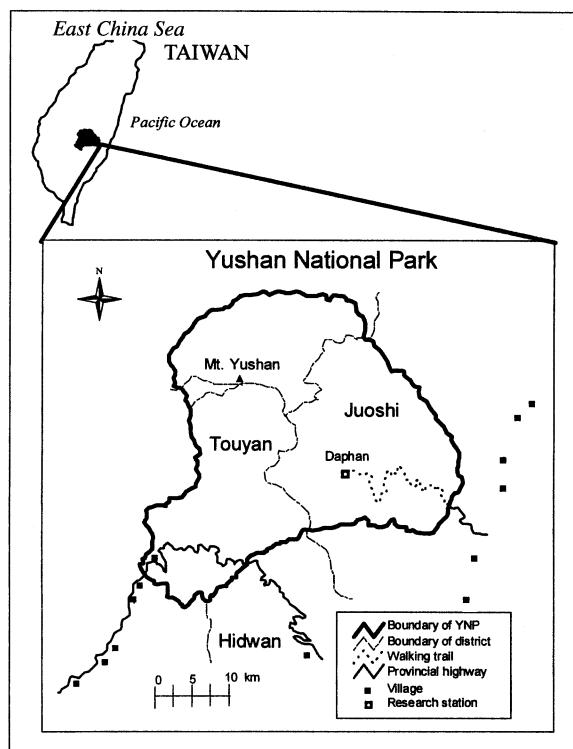 East China Sea
TAIWAN
Pacific Ocean
Yushan National Park
N
Mt. Yushan
Juoshi
Touyan
Daphan
Hidwan
0 5 10 km
Boundary of YNP
Boundary of district
Walking trail
Provincial highway
Village
Research station